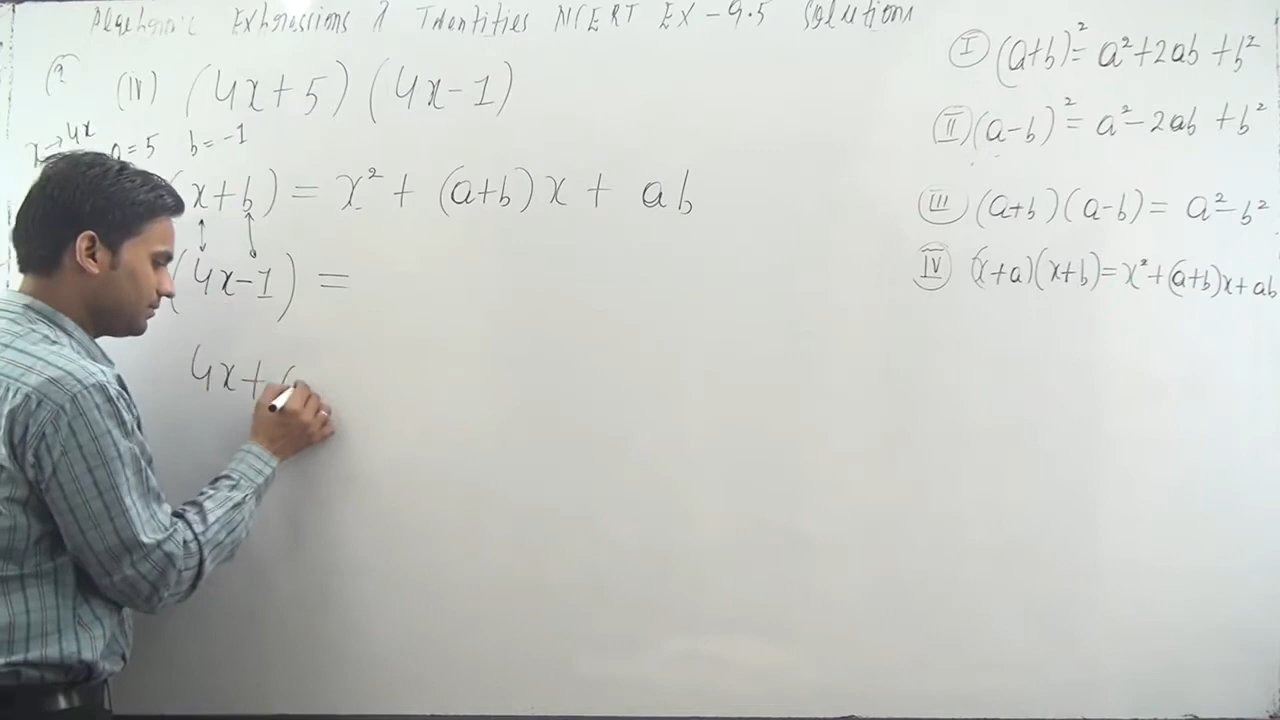 Algebraic Expressions & Identities NCERT EX-9.5 Solutions
(iv) (4x+5)(4x-1)
x→4x a=5 b=-1
x+b) = x² + (a+b)x + ab
(4x-1) =
4x+
I (a+b)² = a²+2ab+b²
II (a-b)² = a²-2ab+b²
III (a+b)(a-b) = a²-b²
IV (x+a)(x+b)=x²+(a+b)x+ab